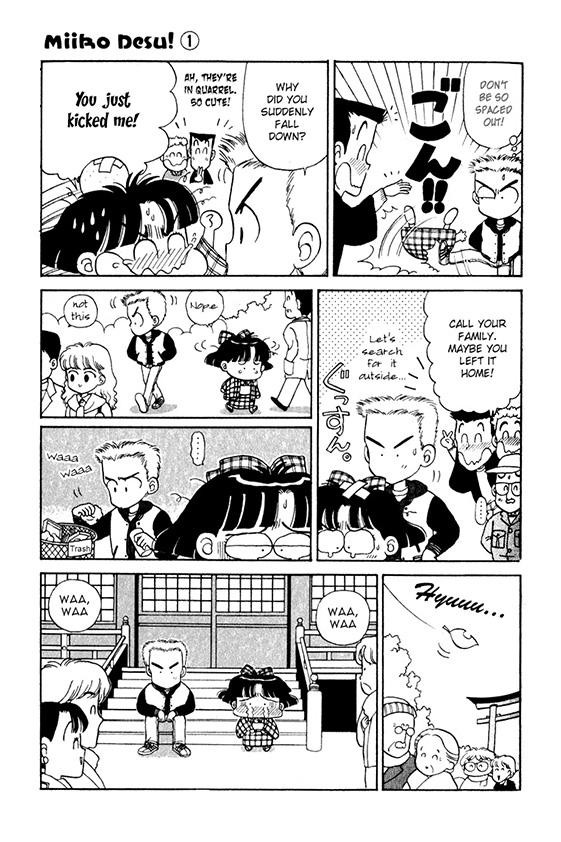 Miiko Desu! ①
DON'T
BE SO
SPACED
OUT!
ゴン!!
WHY
DID YOU
SUDDENLY
FALL
DOWN?
AH, THEY'RE
IN QUARREL.
SO CUTE!
You just
kicked me!
?
not
this
Nope
CALL YOUR
FAMILY.
MAYBE YOU
LEFT IT
HOME!
Let's
search
for it
outside...
ぐっすん。
...
waaa
waaa
...
Trash
WAA,
WAA
WAA,
WAA
Hyuuu...